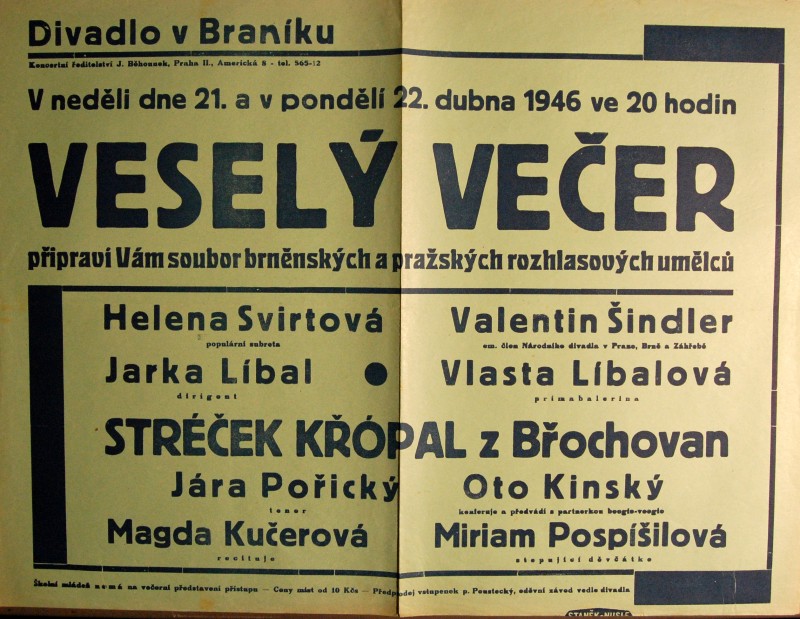 Divadlo v Braníku
Koncertní ředitelství J. Běhounek, Praha II., Americká 8 - tel. 565-12
V neděli dne 21. a v pondělí 22. dubna 1946 ve 20 hodin
VESELÝ VEČER
připraví Vám soubor brněnských a pražských rozhlasových umělců
Helena Svirtová
populární subreta
Valentin Šindler
em. člen Národního divadla v Praze, Brně a Záhřebě
Jarka Líbal ●
dirigent
Vlasta Líbalová
primabalerina
STRÉČEK KŘÓPAL z Břochovan
Jára Pořický
tenor
Oto Kinský
konferuje a předvádí s partnerkou boogie-woogie
Magda Kučerová
recituje
Miriam Pospíšilová
stepující děvčátko
Školní mládež nemá na večerní představení přístupu — Ceny míst od 10 Kčs — Předprodej vstupenek p. Poustecký, oděvní závod vedle divadla
STANĚK-NUSLE